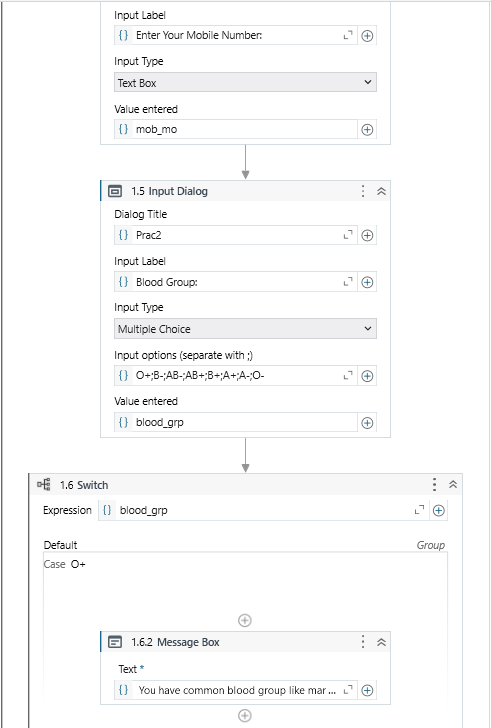 Input Label
Enter Your Mobile Number:
Input Type
Text Box
Value entered
mob_mo
1.5 Input Dialog
Dialog Title
Prac2
Input Label
Blood Group:
Input Type
Multiple Choice
Input options (separate with ;)
O+;B-;AB-;AB+;B+;A+;A-;O-
Value entered
blood_grp
1.6 Switch
Expression blood_grp
Default Group
Case O+
1.6.2 Message Box
Text *
You have common blood group like mar ...